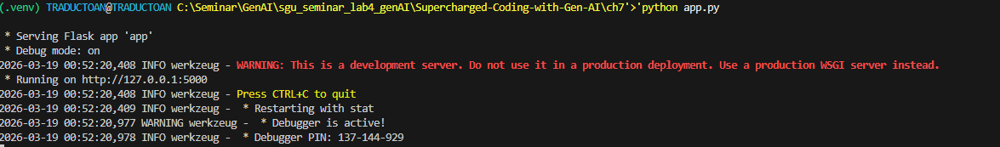 (.venv) TRADUCTOAN@TRADUCTOAN C:\Seminar\GenAI\sgu_seminar_lab4_genAI\Supercharged-Coding-with-Gen-AI\ch7'>'python app.py
 * Serving Flask app 'app'
 * Debug mode: on
2026-03-19 00:52:20,408 INFO werkzeug - WARNING: This is a development server. Do not use it in a production deployment. Use a production WSGI server instead.
 * Running on http://127.0.0.1:5000
2026-03-19 00:52:20,408 INFO werkzeug - Press CTRL+C to quit
2026-03-19 00:52:20,409 INFO werkzeug -  * Restarting with stat
2026-03-19 00:52:20,977 WARNING werkzeug -  * Debugger is active!
2026-03-19 00:52:20,978 INFO werkzeug -  * Debugger PIN: 137-144-929